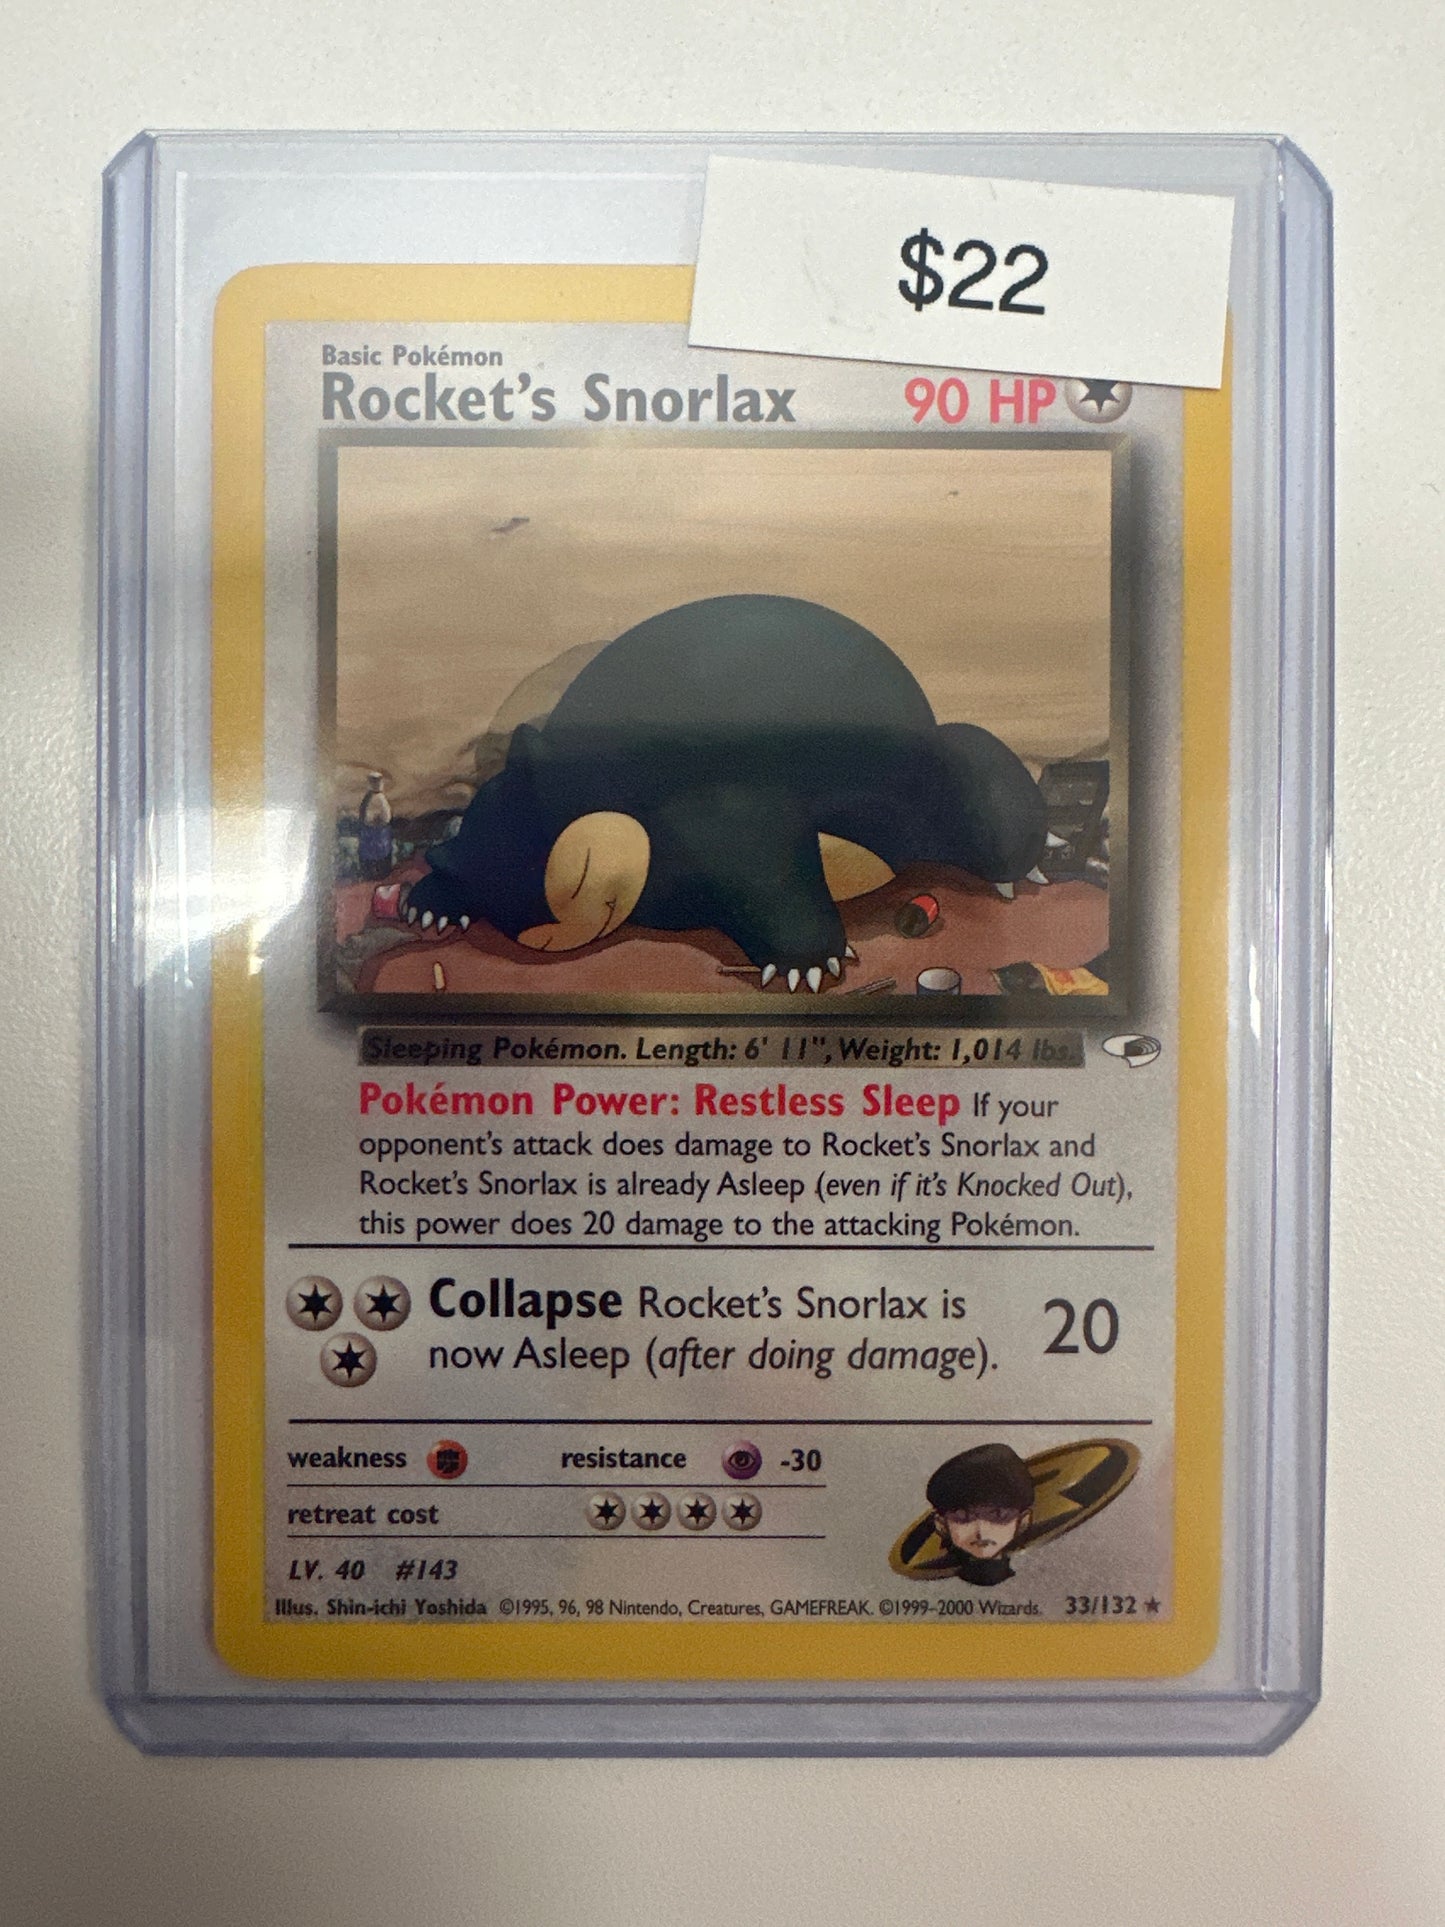 $22
Basic Pokémon
Rocket's Snorlax 90 HP
Sleeping Pokémon. Length: 6' 11", Weight: 1,014 lbs.
Pokémon Power: Restless Sleep If your
opponent's attack does damage to Rocket's Snorlax and
Rocket's Snorlax is already Asleep (even if it's Knocked Out),
this power does 20 damage to the attacking Pokémon.
Collapse Rocket's Snorlax is
now Asleep (after doing damage). 20
weakness resistance -30
retreat cost
LV. 40 #143
Illus. Shin-ichi Yoshida ©1995, 96, 98 Nintendo, Creatures, GAMEFREAK. ©1999-2000 Wizards. 33/132 ★